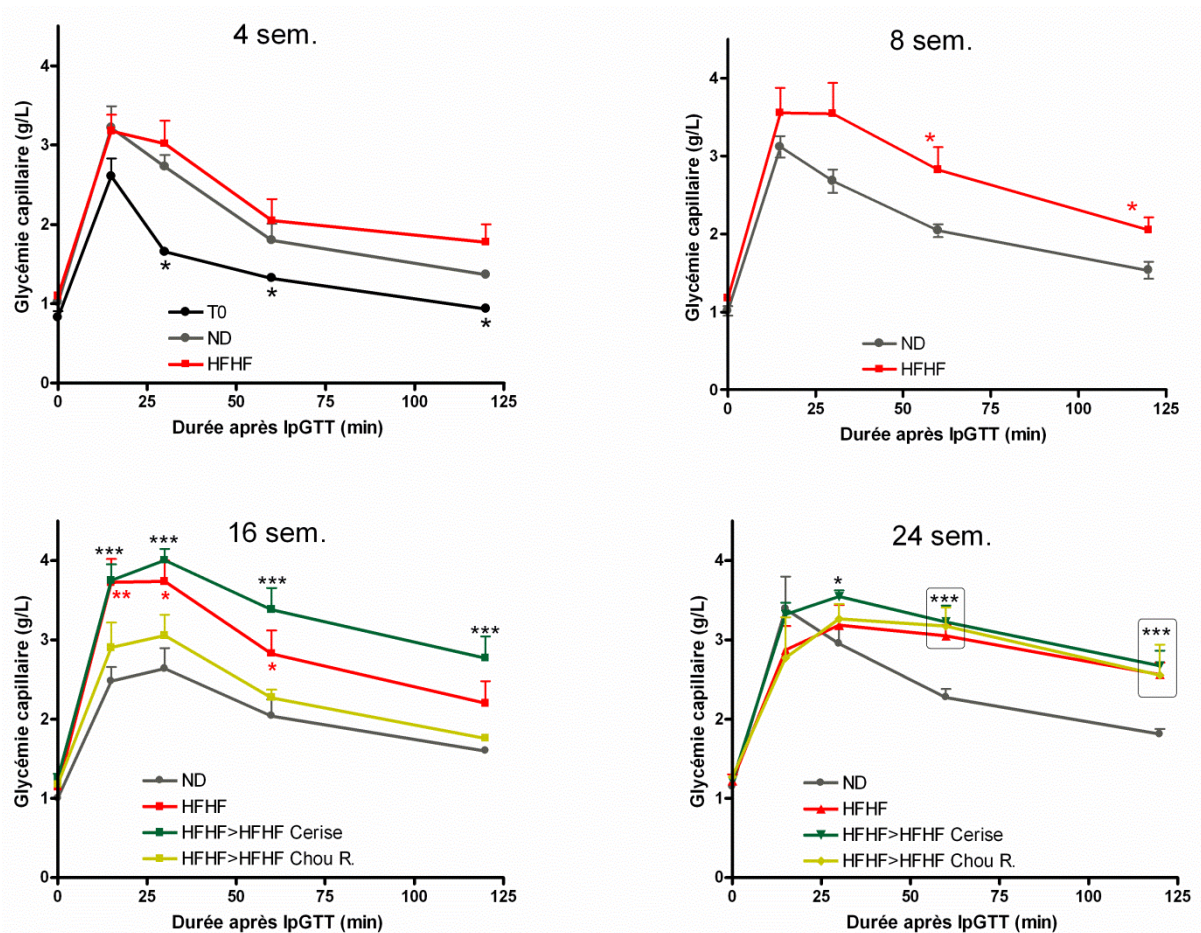 4 sem.
Glycémie capillaire (g/L)
4
3
2
1
0
*
*
*
T0
ND
HFHF
0
25
50
75
100
125
Durée après IpGTT (min)
8 sem.
Glycémie capillaire (g/L)
4
3
2
1
0
*
*
ND
HFHF
0
25
50
75
100
125
Durée après IpGTT (min)
16 sem.
Glycémie capillaire (g/L)
4
3
2
1
0
***
***
***
***
**
*
*
ND
HFHF
HFHF>HFHF Cerise
HFHF>HFHF Chou R.
0
25
50
75
100
125
Durée après IpGTT (min)
24 sem.
Glycémie capillaire (g/L)
4
3
2
1
0
*
***
***
ND
HFHF
HFHF>HFHF Cerise
HFHF>HFHF Chou R.
0
25
50
75
100
125
Durée après IpGTT (min)